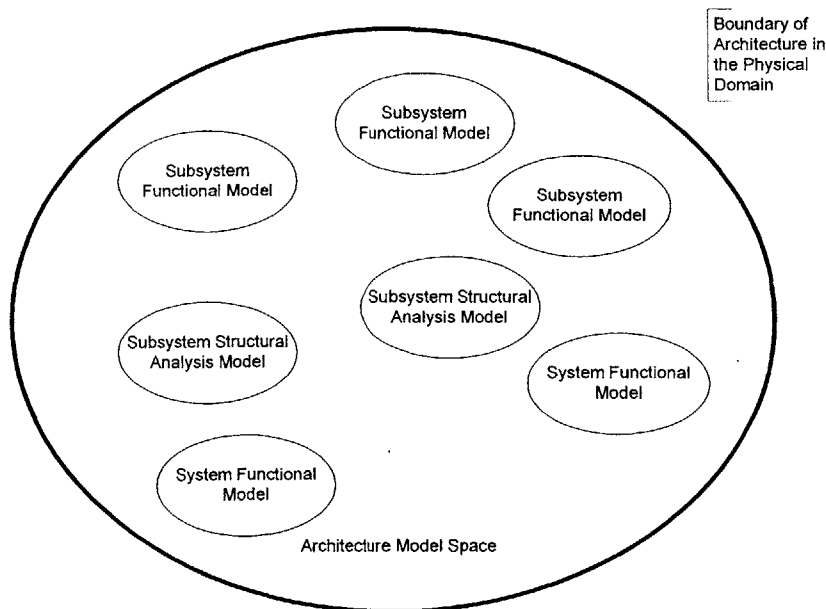 Boundary of
Architecture in
the Physical
Domain
Subsystem
Functional Model
Subsystem
Functional Model
Subsystem
Functional Model
Subsystem Structural
Analysis Model
Subsystem Structural
Analysis Model
System Functional
Model
System Functional
Model
Architecture Model Space